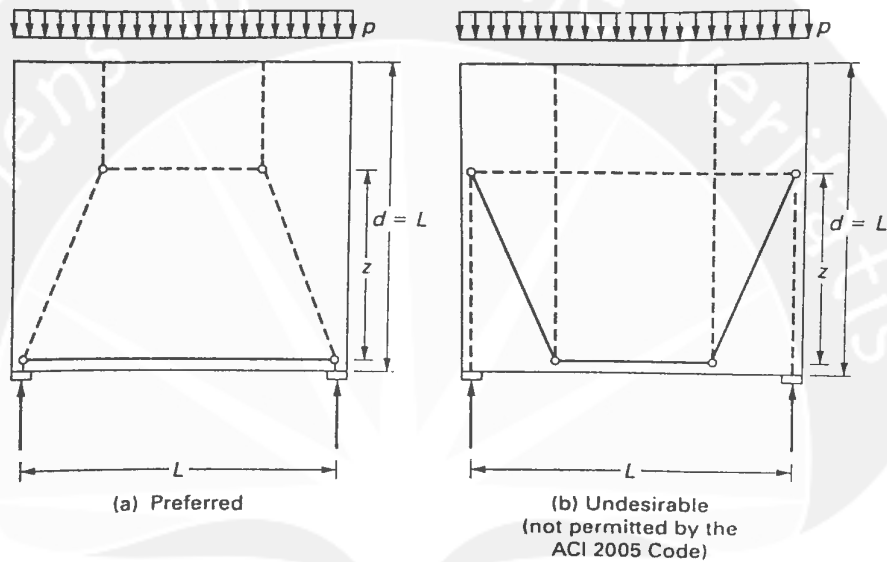 p
p
d = L
z
d = L
z
L
L
(a) Preferred
(b) Undesirable
(not permitted by the
ACI 2005 Code)